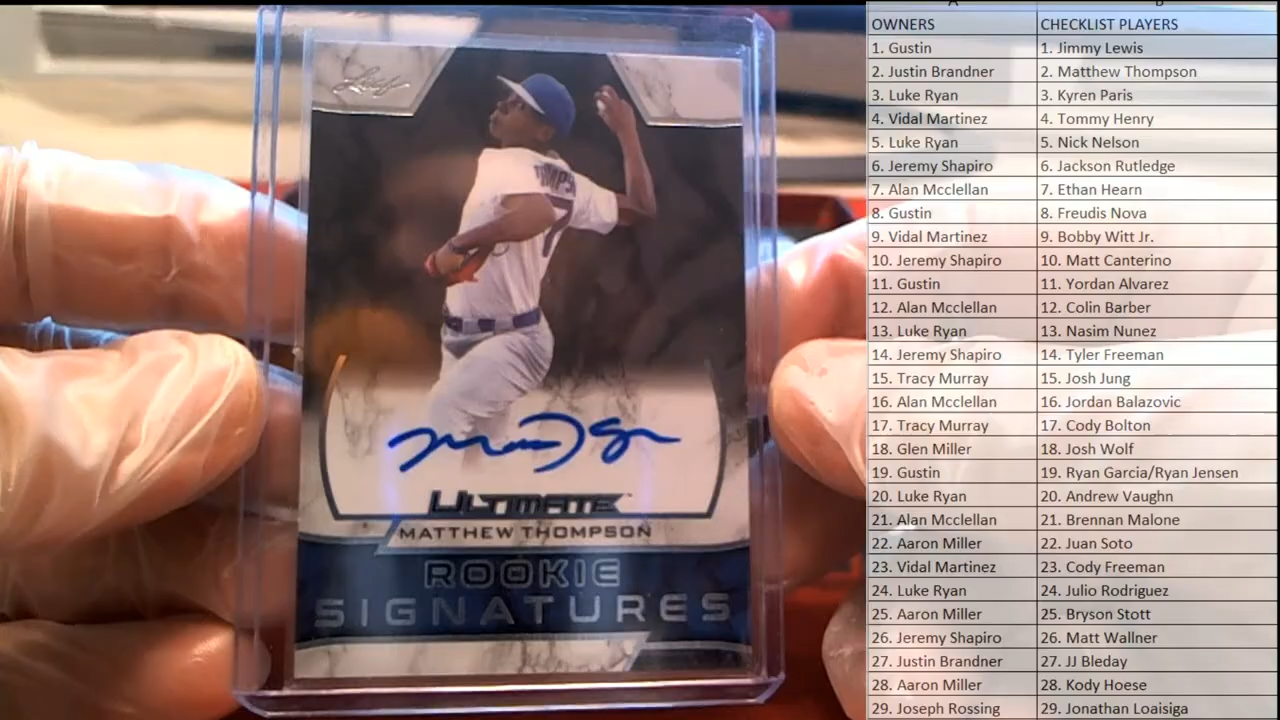 Leaf
THOMPS
7
ULTIMATE
MATTHEW THOMPSON
ROOKIE
SIGNATURES
OWNERS CHECKLIST PLAYERS
1. Gustin 1. Jimmy Lewis
2. Justin Brandner 2. Matthew Thompson
3. Luke Ryan 3. Kyren Paris
4. Vidal Martinez 4. Tommy Henry
5. Luke Ryan 5. Nick Nelson
6. Jeremy Shapiro 6. Jackson Rutledge
7. Alan Mcclellan 7. Ethan Hearn
8. Gustin 8. Freudis Nova
9. Vidal Martinez 9. Bobby Witt Jr.
10. Jeremy Shapiro 10. Matt Canterino
11. Gustin 11. Yordan Alvarez
12. Alan Mcclellan 12. Colin Barber
13. Luke Ryan 13. Nasim Nunez
14. Jeremy Shapiro 14. Tyler Freeman
15. Tracy Murray 15. Josh Jung
16. Alan Mcclellan 16. Jordan Balazovic
17. Tracy Murray 17. Cody Bolton
18. Glen Miller 18. Josh Wolf
19. Gustin 19. Ryan Garcia/Ryan Jensen
20. Luke Ryan 20. Andrew Vaughn
21. Alan Mcclellan 21. Brennan Malone
22. Aaron Miller 22. Juan Soto
23. Vidal Martinez 23. Cody Freeman
24. Luke Ryan 24. Julio Rodriguez
25. Aaron Miller 25. Bryson Stott
26. Jeremy Shapiro 26. Matt Wallner
27. Justin Brandner 27. JJ Bleday
28. Aaron Miller 28. Kody Hoese
29. Joseph Rossing 29. Jonathan Loaisiga